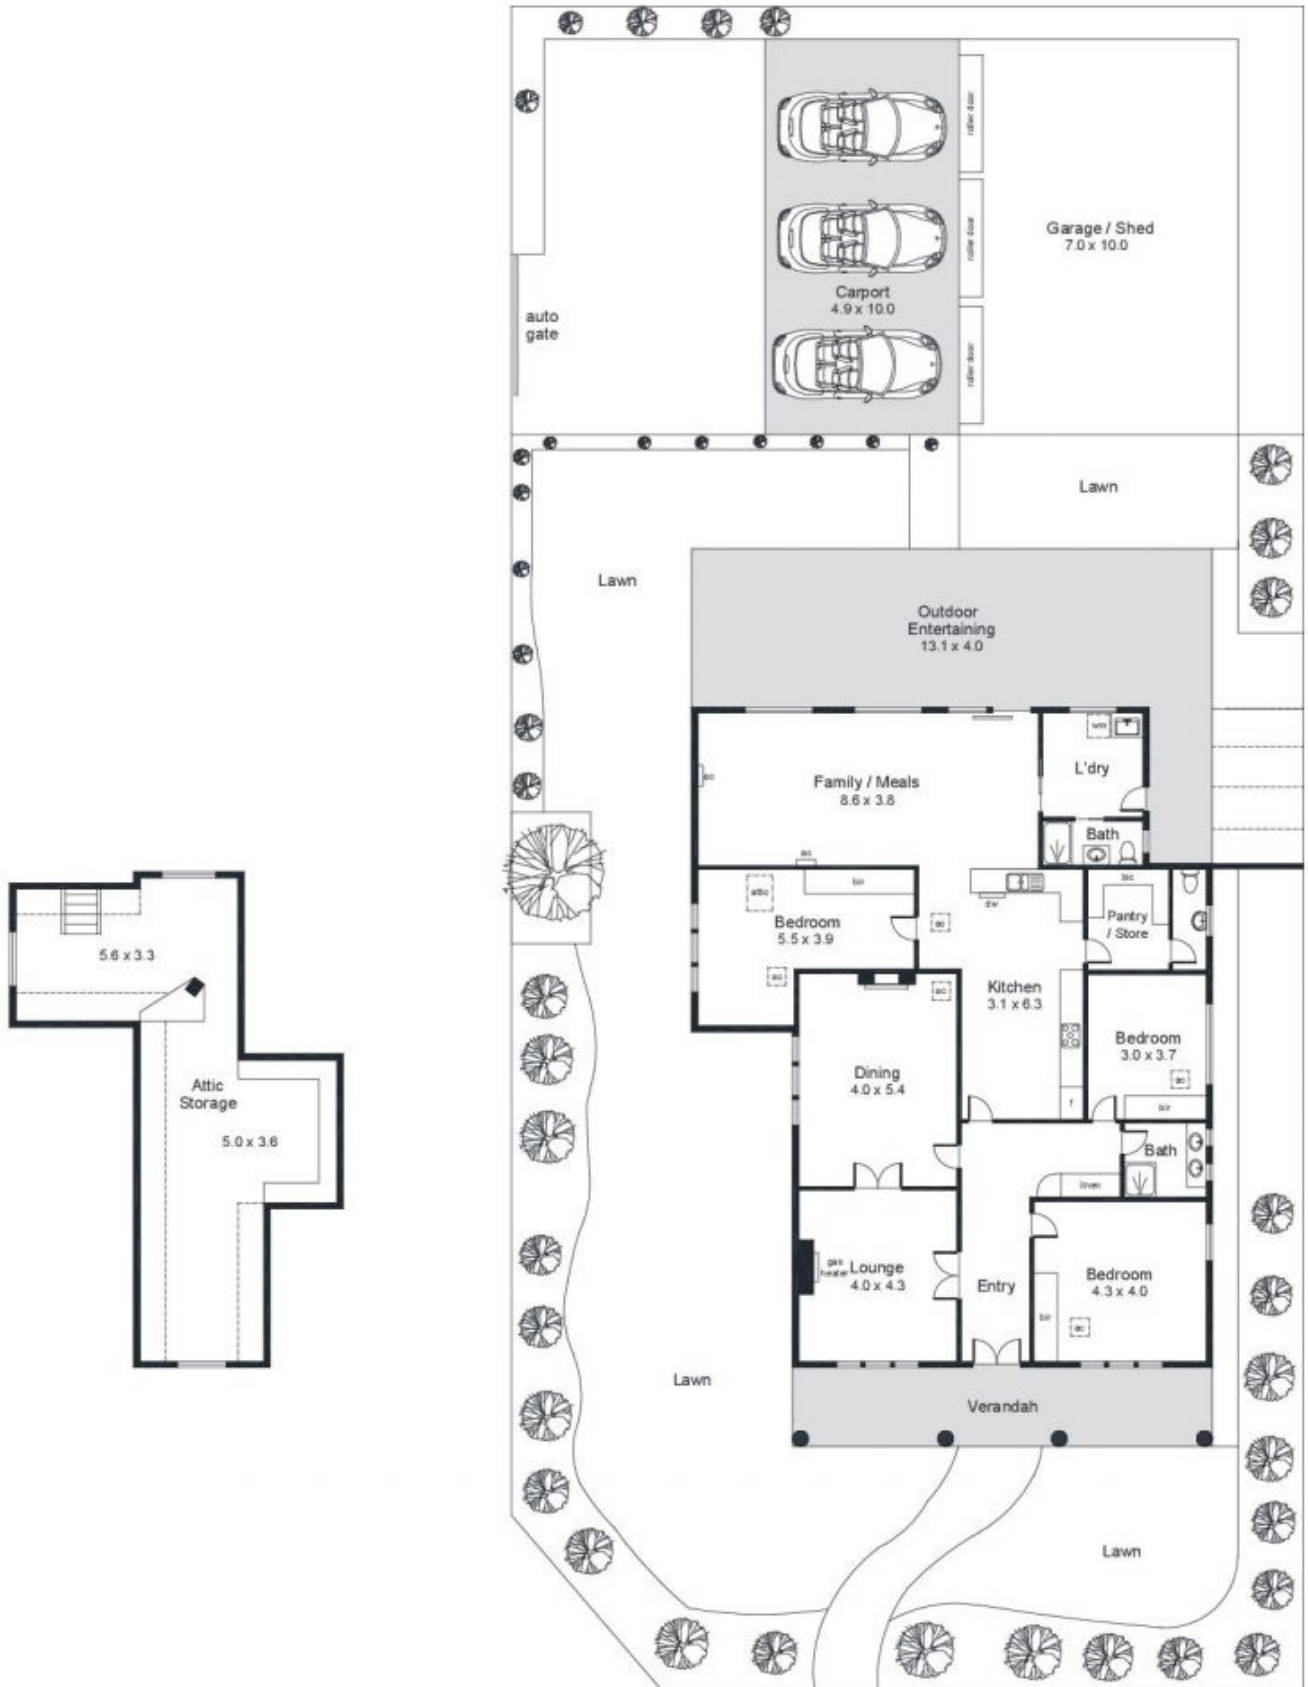 roller door
roller door
roller door
Garage / Shed
7.0 x 10.0
Carport
4.9 x 10.0
auto
gate
Lawn
Lawn
Outdoor
Entertaining
13.1 x 4.0
wm
L'dry
Family / Meals
8.6 x 3.8
ac
ac
Bath
bic
dw
Pantry
/ Store
attic
bir
Bedroom
5.5 x 3.9
ac
ac
ac
Kitchen
3.1 x 6.3
Bedroom
3.0 x 3.7
ac
bir
f
Dining
4.0 x 5.4
5.6 x 3.3
Attic
Storage
5.0 x 3.6
Bath
linen
gas
heater
Lounge
4.0 x 4.3
Entry
Bedroom
4.3 x 4.0
bir
ac
Lawn
Verandah
Lawn